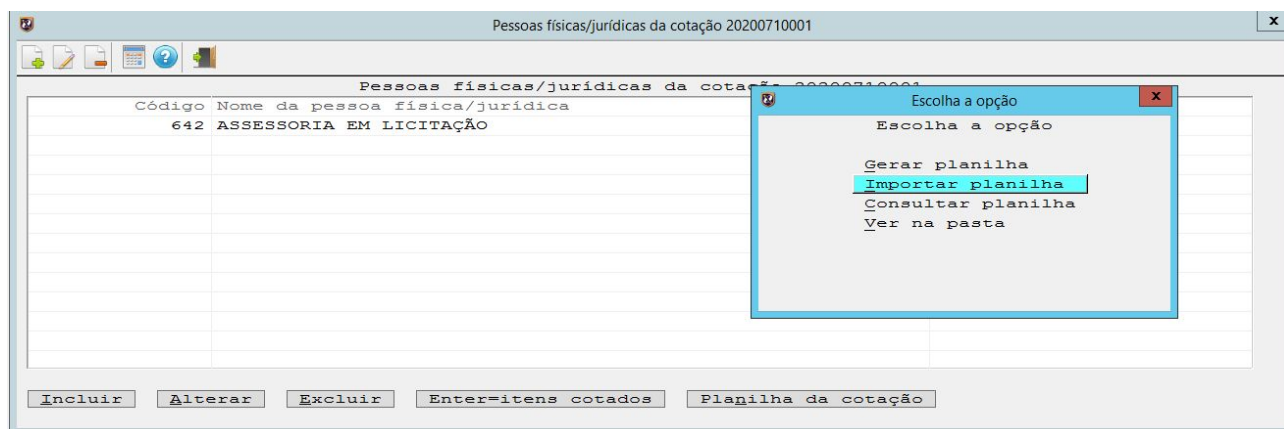 Pessoas físicas/jurídicas da cotação 20200710001
x
Pessoas físicas/jurídicas da cotação 20200710001
Código Nome da pessoa física/jurídica
642 ASSESSORIA EM LICITAÇÃO
Escolha a opção
x
Escolha a opção
Gerar planilha
Importar planilha
Consultar planilha
Ver na pasta
Incluir Alterar Excluir Enter=itens cotados Planilha da cotação